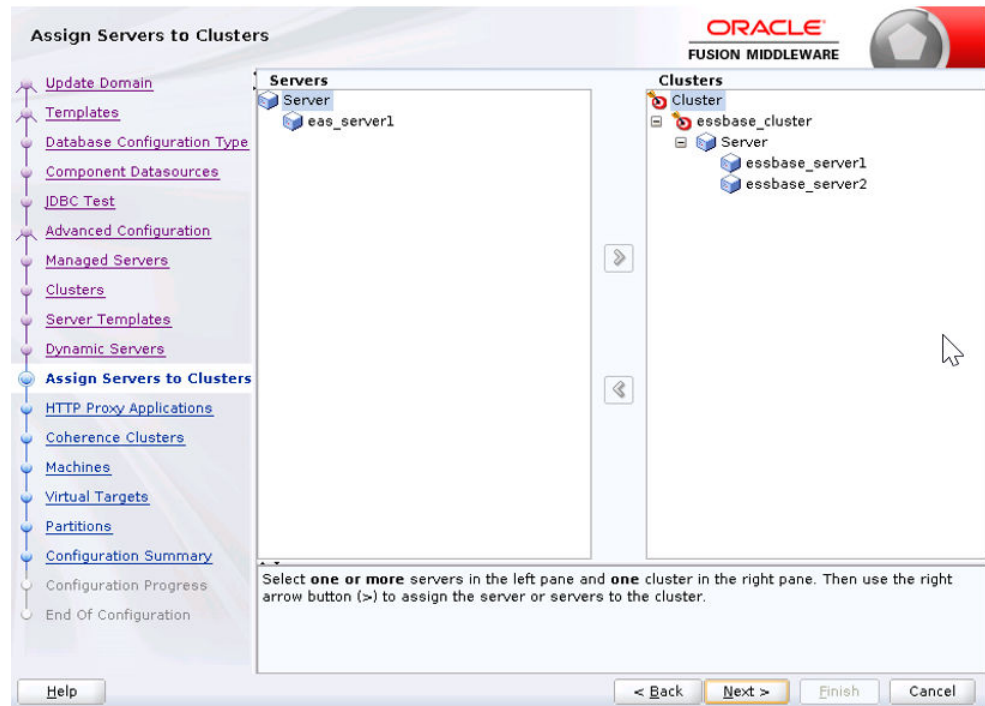 Assign Servers to Clusters
ORACLE
FUSION MIDDLEWARE
Update Domain
Templates
Database Configuration Type
Component Datasources
JDBC Test
Advanced Configuration
Managed Servers
Clusters
Server Templates
Dynamic Servers
Assign Servers to Clusters
HTTP Proxy Applications
Coherence Clusters
Machines
Virtual Targets
Partitions
Configuration Summary
Configuration Progress
End Of Configuration
Servers
Server
eas_server1
Clusters
Cluster
essbase_cluster
Server
essbase_server1
essbase_server2
Select one or more servers in the left pane and one cluster in the right pane. Then use the right
arrow button (>) to assign the server or servers to the cluster.
Help
< Back
Next >
Finish
Cancel